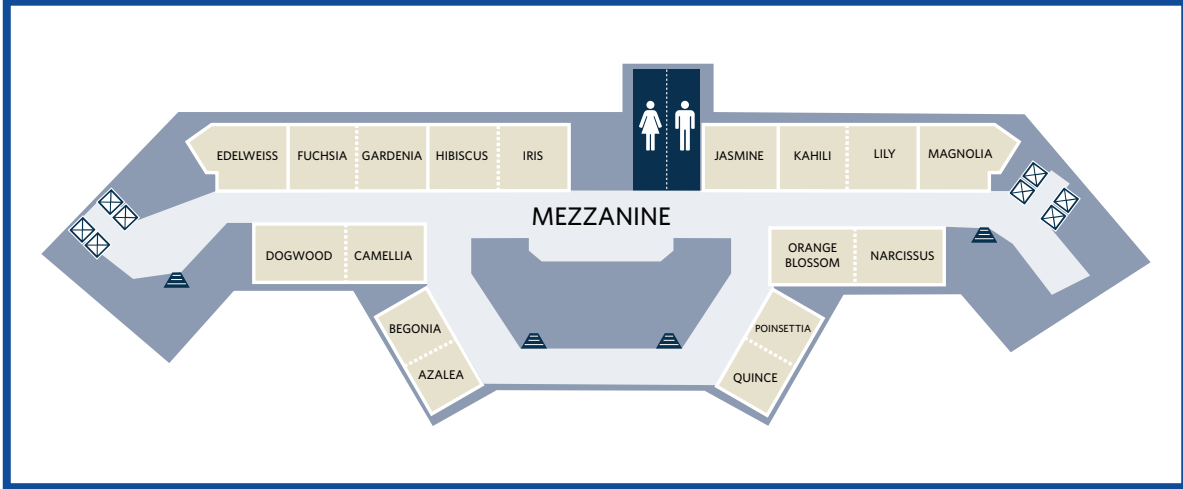 EDELWEISS
FUCHSIA
GARDENIA
HIBISCUS
IRIS
JASMINE
KAHILI
LILY
MAGNOLIA
MEZZANINE
DOGWOOD
CAMELLIA
ORANGE
BLOSSOM
NARCISSUS
BEGONIA
AZALEA
POINSETTIA
QUINCE